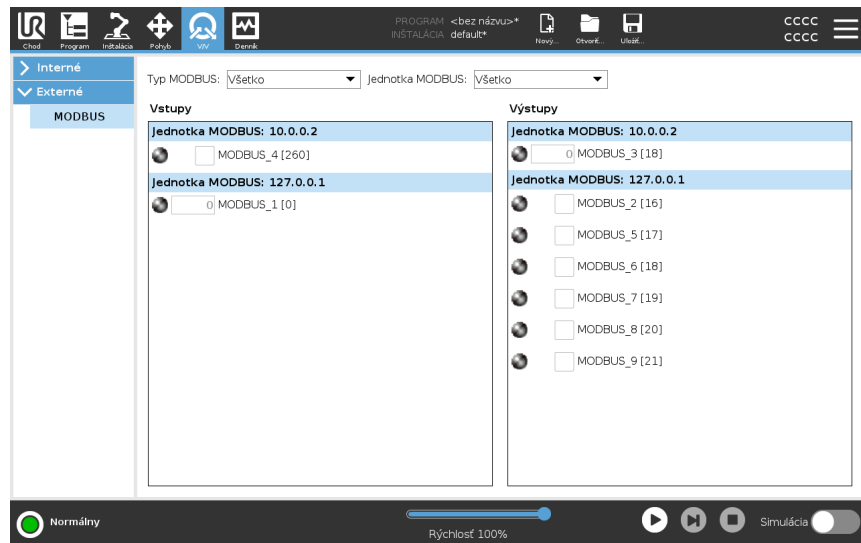 PROGRAM <bez názvu>*
INŠTALÁCIA default*
CCCC
CCCC
Chod Program Inštalácia Pohyb V/V Denník Nový... Otvoriť... Uložiť...
Interné
Externé
MODBUS
Typ MODBUS: Všetko Jednotka MODBUS: Všetko
Vstupy
Jednotka MODBUS: 10.0.0.2
MODBUS_4 [260]
Jednotka MODBUS: 127.0.0.1
0 MODBUS_1 [0]
Výstupy
Jednotka MODBUS: 10.0.0.2
0 MODBUS_3 [18]
Jednotka MODBUS: 127.0.0.1
MODBUS_2 [16]
MODBUS_5 [17]
MODBUS_6 [18]
MODBUS_7 [19]
MODBUS_8 [20]
MODBUS_9 [21]
Normálny
Rýchlosť 100%
Simulácia